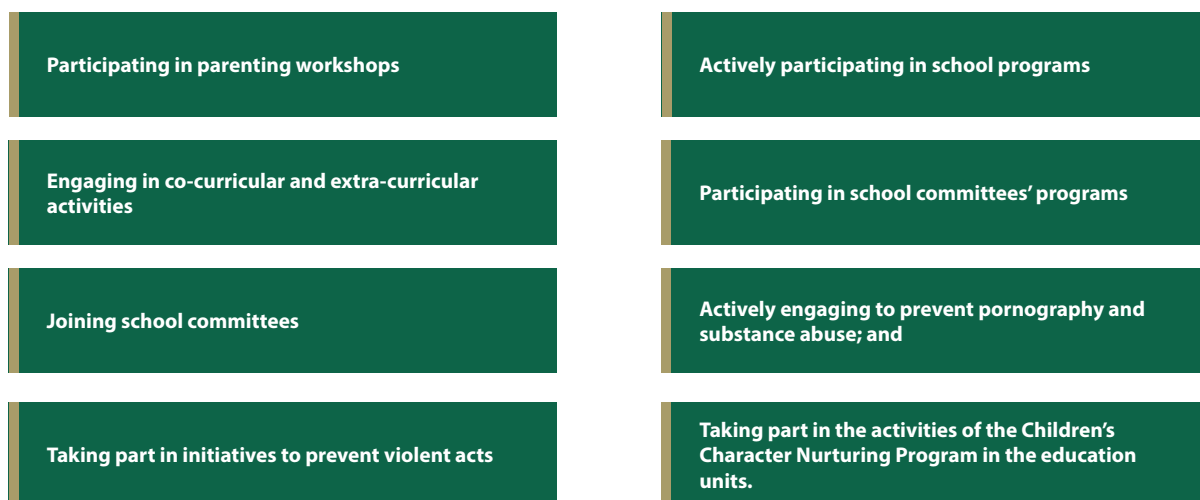 Participating in parenting workshops
Actively participating in school programs
Engaging in co-curricular and extra-curricular
activities
Participating in school committees’ programs
Joining school committees
Actively engaging to prevent pornography and
substance abuse; and
Taking part in initiatives to prevent violent acts
Taking part in the activities of the Children’s
Character Nurturing Program in the education
units.